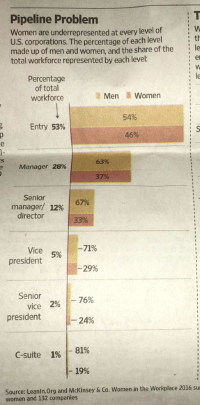 Pipeline Problem
Women are underrepresented at every level of
U.S. corporations. The percentage of each level
made up of men and women, and the share of the
total workforce represented by each level:
Percentage
of total
workforce
Men Women
Entry 53%
54%
46%
Manager 28%
63%
37%
Senior
manager/ 12%
director
67%
33%
Vice 5%
president
71%
29%
Senior
vice 2%
president
76%
24%
C-suite 1%
81%
19%
Source: LeanIn.Org and McKinsey & Co. Women in the Workplace 2016
women and 132 companies